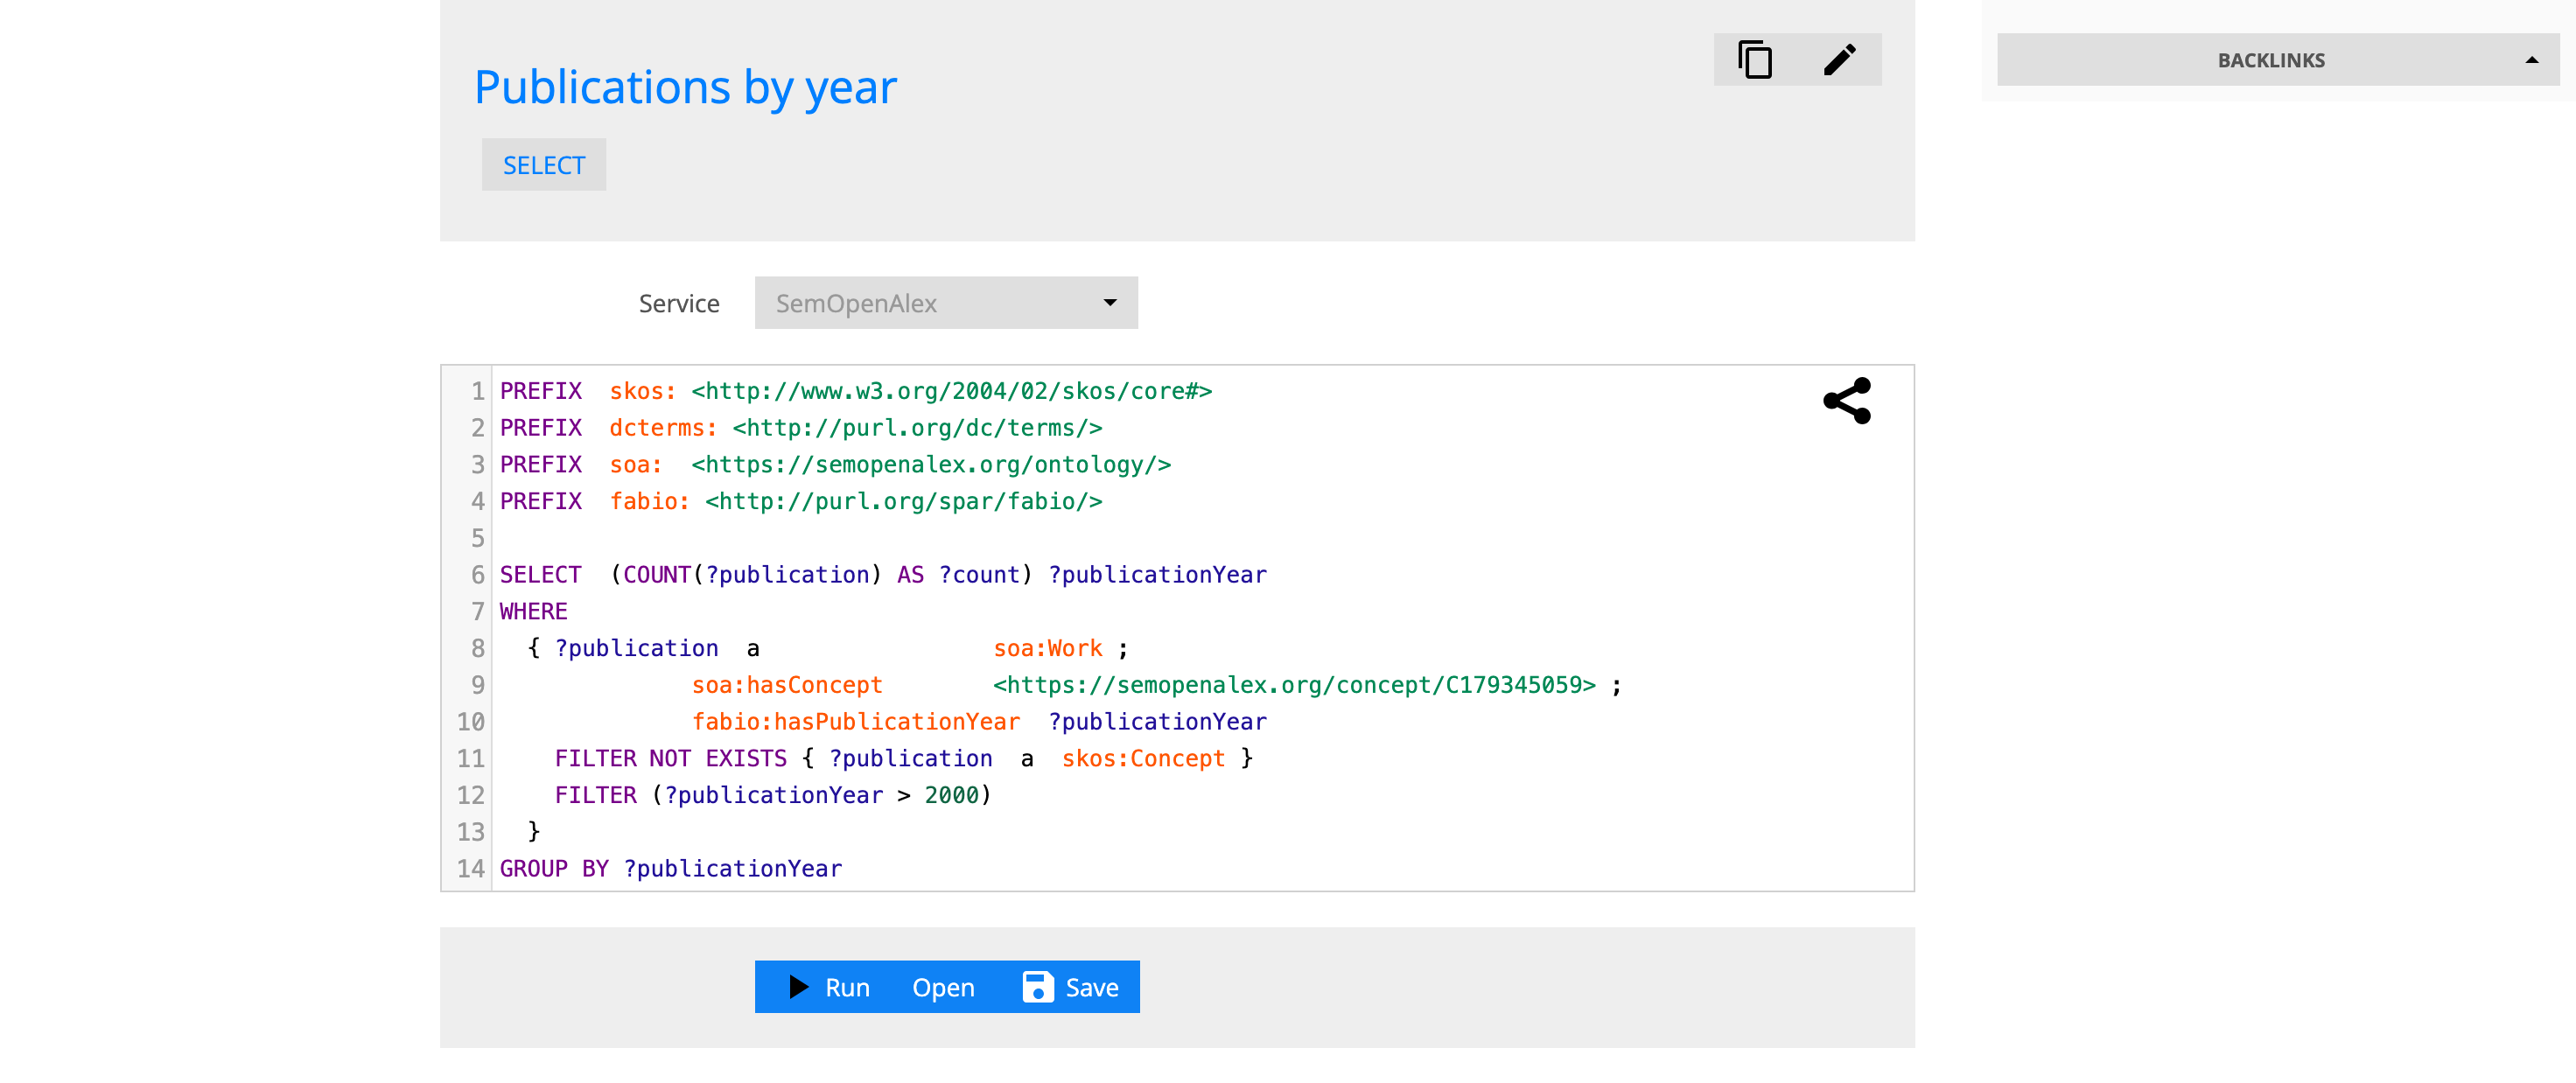 Publications by year
BACKLINKS
SELECT
Service SemOpenAlex
1 PREFIX  skos: <http://www.w3.org/2004/02/skos/core#>
2 PREFIX  dcterms: <http://purl.org/dc/terms/>
3 PREFIX  soa:  <https://semopenalex.org/ontology/>
4 PREFIX  fabio: <http://purl.org/spar/fabio/>
5
6 SELECT  (COUNT(?publication) AS ?count) ?publicationYear
7 WHERE
8   { ?publication  a                 soa:Work ;
9               soa:hasConcept        <https://semopenalex.org/concept/C179345059> ;
10               fabio:hasPublicationYear  ?publicationYear
11     FILTER NOT EXISTS { ?publication  a  skos:Concept }
12     FILTER (?publicationYear > 2000)
13   }
14 GROUP BY ?publicationYear
Run Open Save